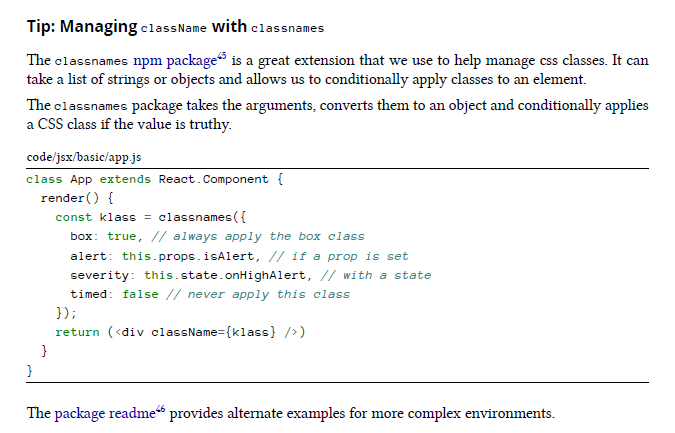 Tip: Managing className with classnames
The classnames npm package⁴⁵ is a great extension that we use to help manage css classes. It can
take a list of strings or objects and allows us to conditionally apply classes to an element.
The classnames package takes the arguments, converts them to an object and conditionally applies
a CSS class if the value is truthy.
code/jsx/basic/app.js
class App extends React.Component {
  render() {
    const klass = classnames({
      box: true, // always apply the box class
      alert: this.props.isAlert, // if a prop is set
      severity: this.state.onHighAlert, // with a state
      timed: false // never apply this class
    });
    return (<div className={klass} />)
  }
}
The package readme⁴⁶ provides alternate examples for more complex environments.